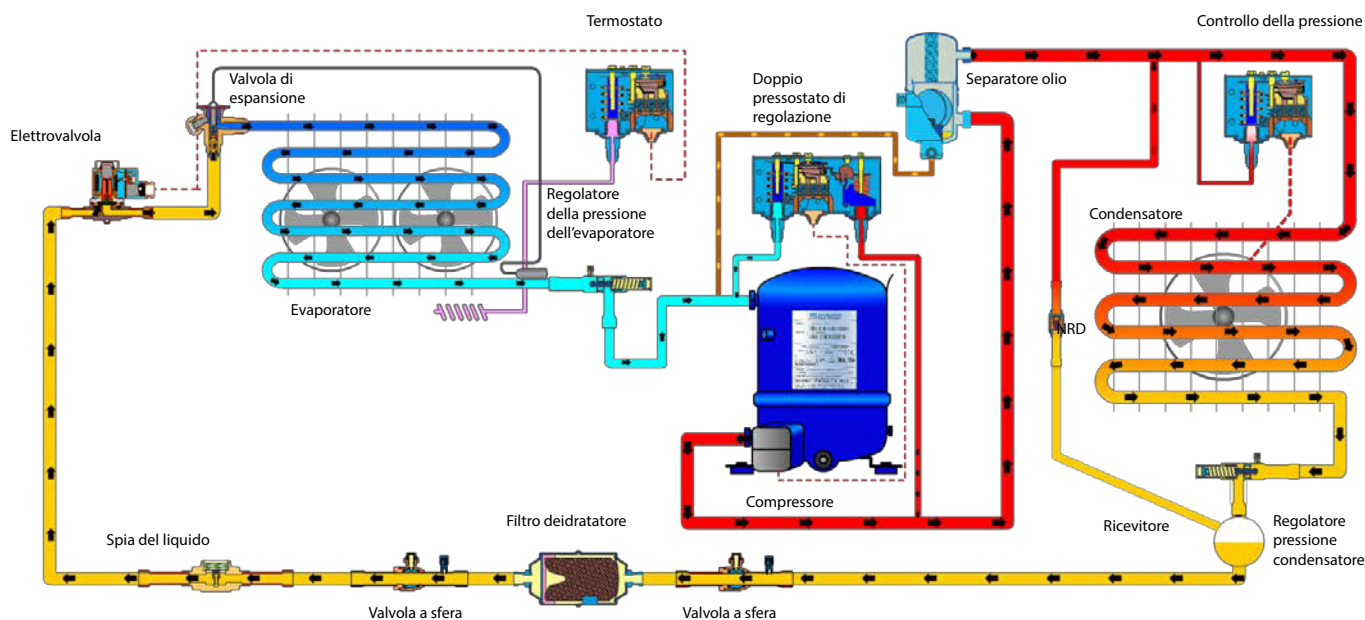 Termostato
Controllo della pressione
Valvola di
espansione
Doppio
pressostato di
regolazione
Separatore olio
Elettrovalvola
Regolatore
della pressione
dell'evaporatore
Condensatore
Evaporatore
NRD
Compressore
Ricevitore
Regolatore
pressione
condensatore
Spia del liquido
Filtro deidratatore
Valvola a sfera
Valvola a sfera